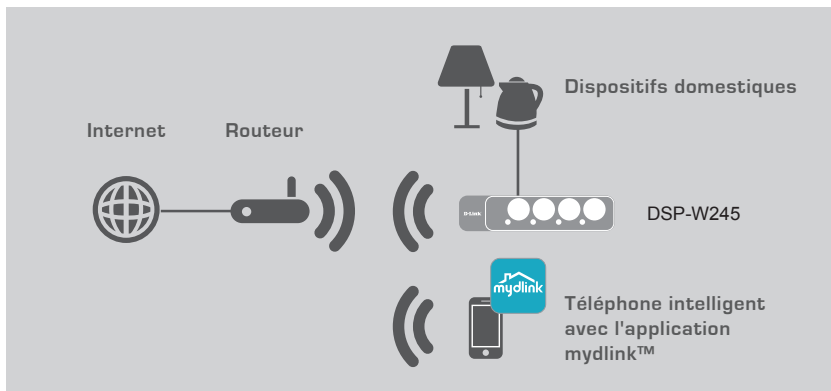 Dispositifs domestiques
Internet
Routeur
D-Link
DSP-W245
mydlink
Téléphone intelligent
avec l'application
mydlink™